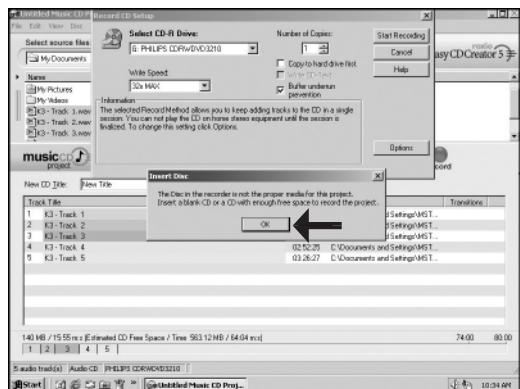 Untitled Music CD P
Record CD Setup
File Edit View Disc
Select source files
My Documents
Select CD-R Drive:
G: PHILIPS CDRWDVD3210
Write Speed:
32x MAX
Number of Copies:
1
Copy to hard drive first
Write CD-Text
Buffer underrun
prevention
Start Recording
Cancel
Help
Options
roxio
asy CD Creator 5
Name
My Pictures
My Videos
K3 - Track 1.wav
K3 - Track 2.wav
K3 - Track 3.wav
Information
The selected Record Method allows you to keep adding tracks to the CD in a single
session. You can not play the CD on home stereo equipment until the session is
finalized. To change this setting click Options.
music CD
project
cord
New CD Title: New Title
Insert Disc
The Disc in the recorder is not the proper media for this project.
Insert a blank CD or a CD with enough free space to record the project.
OK
Track Title
Transitions
1 K3 - Track 1 d Settings\MST...
2 K3 - Track 2 d Settings\MST...
3 K3 - Track 3 d Settings\MST...
4 K3 - Track 4 02:52:25 C:\Documents and Settings\MST...
5 K3 - Track 5 03:26:27 C:\Documents and Settings\MST...
140 MB / 15:55 min (Estimated CD Free Space / Time 563.12 MB / 64:04 min)
74:00 80:00
1 2 3 4 5
5 audio track(s) Audio-CD PHILIPS CDRWDVD3210
Start
Untitled Music CD Proj...
10:34 AM